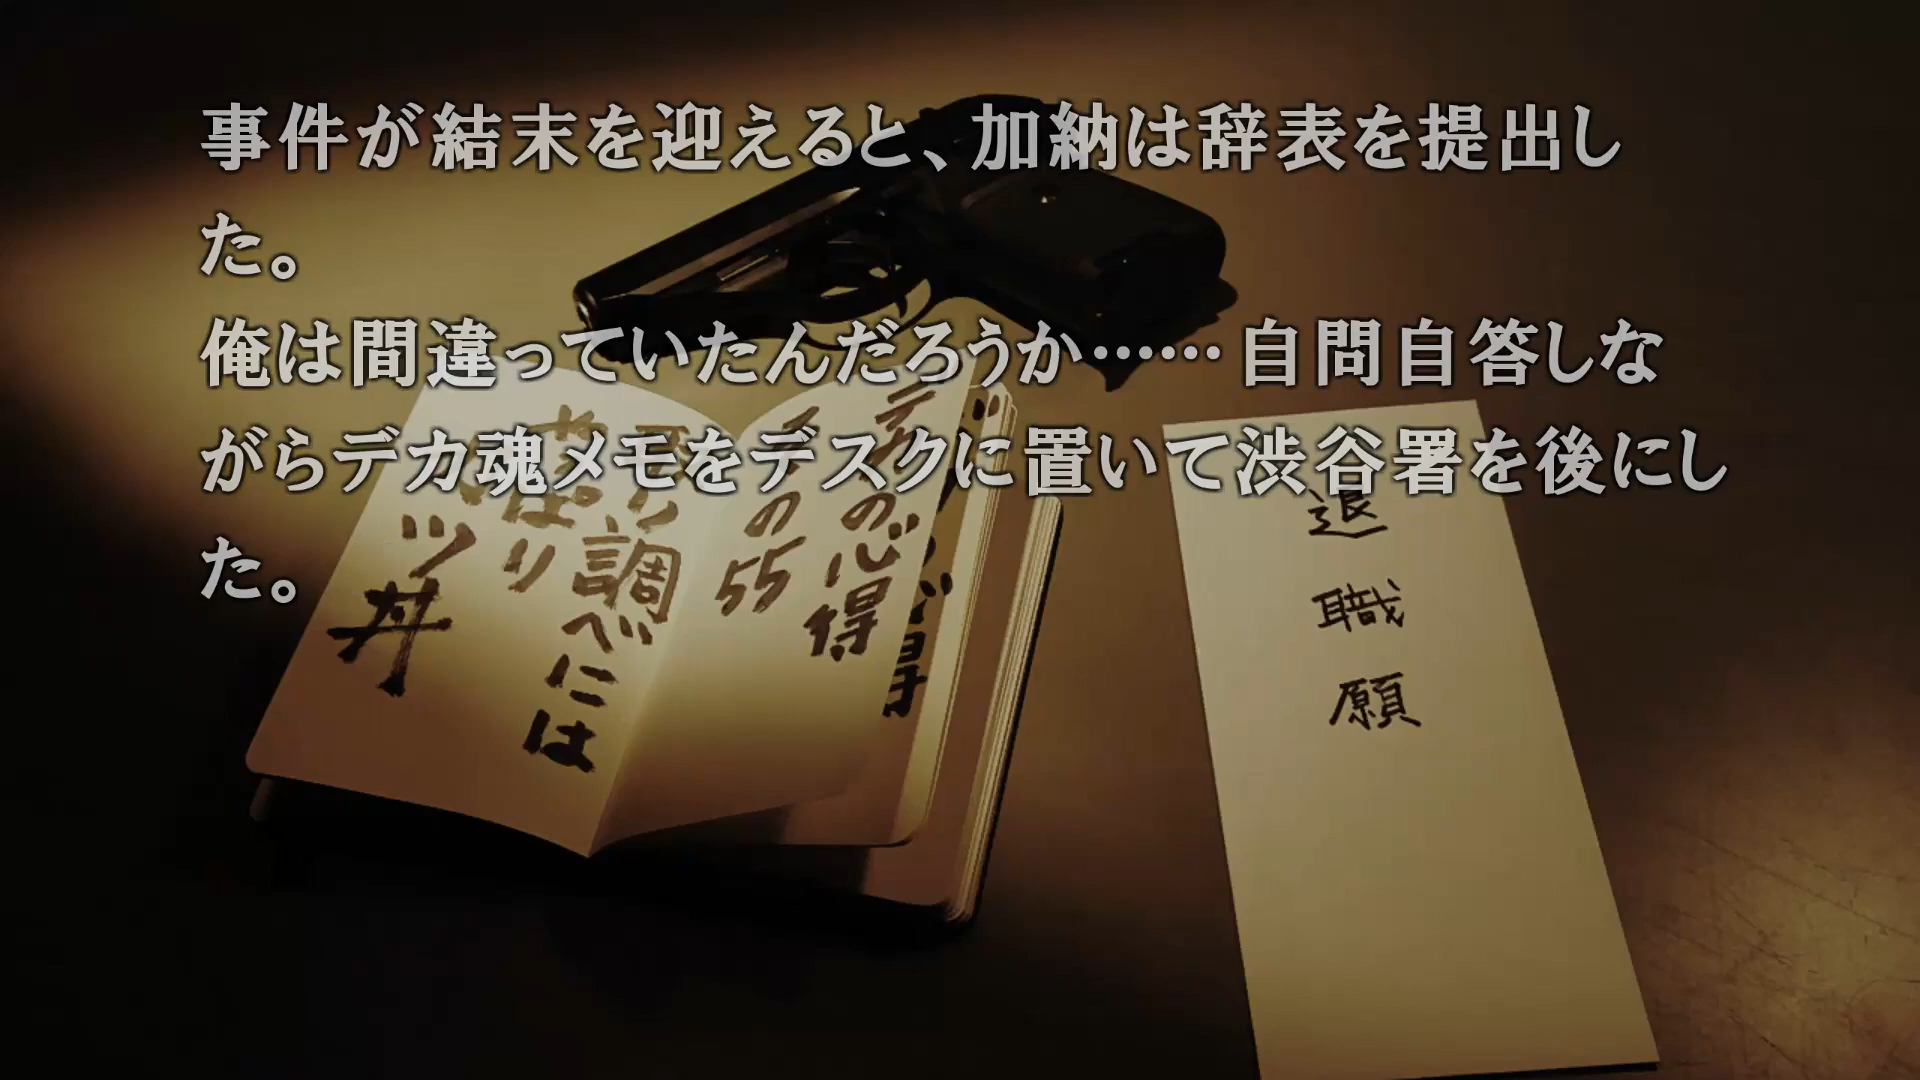 事件が結末を迎えると、加納は辞表を提出し
た。
俺は間違っていたんだろうか……自問自答しな
がらデカ魂メモをデスクに置いて渋谷署を後にし
た。
の心得
その55
取り調べには
やっぱり
カツ丼
退職願